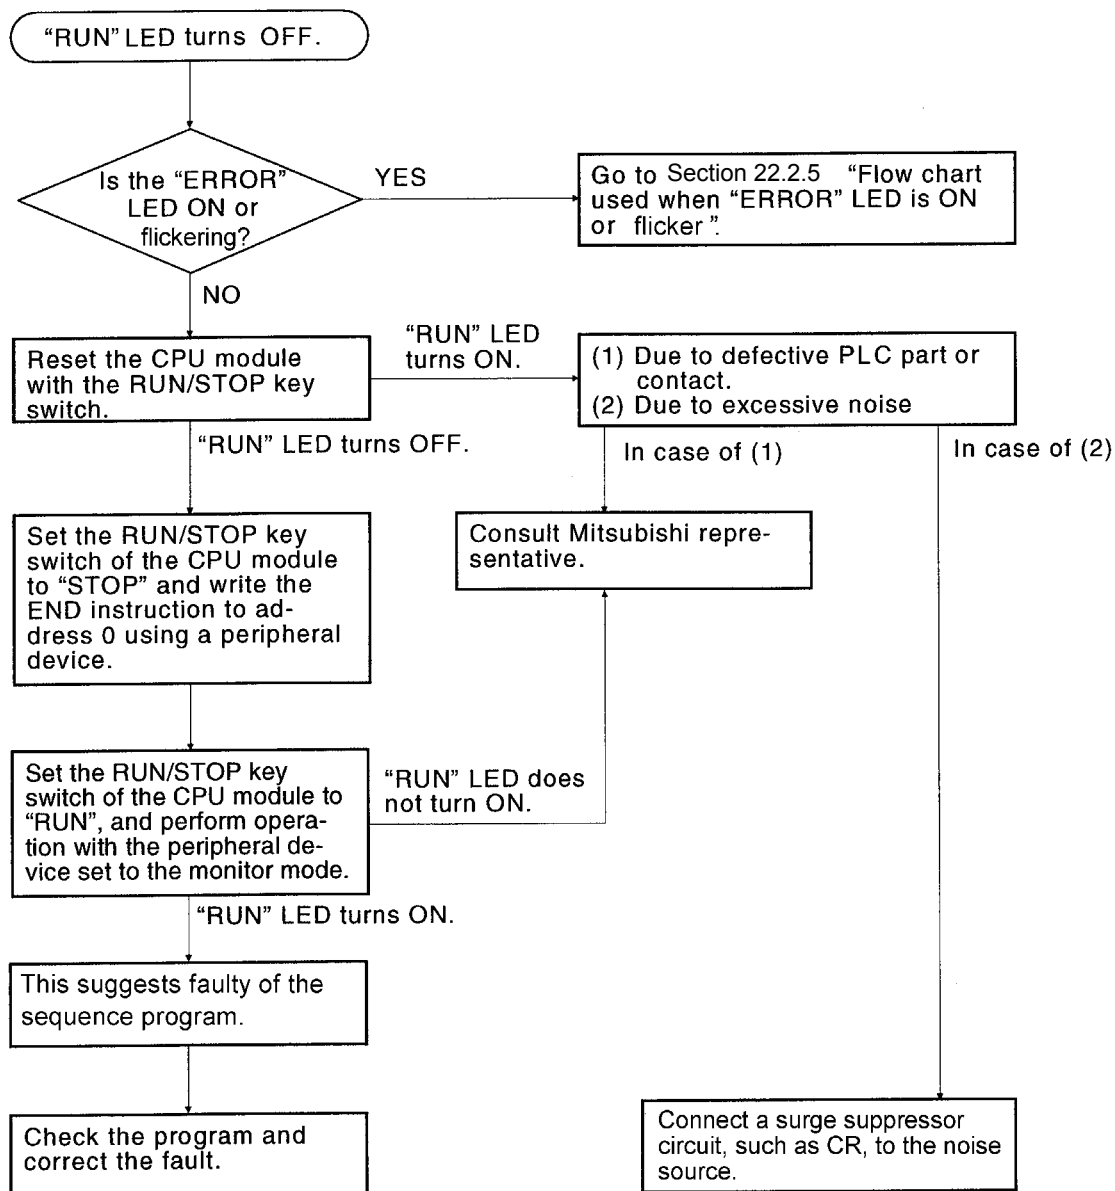 “RUN” LED turns OFF.
Is the “ERROR”
LED ON or
flickering?
YES
Go to Section 22.2.5 “Flow chart
used when “ERROR” LED is ON
or flicker”.
NO
Reset the CPU module
with the RUN/STOP key
switch.
“RUN” LED
turns ON.
(1) Due to defective PLC part or
contact.
(2) Due to excessive noise
“RUN” LED turns OFF.
In case of (1)
In case of (2)
Set the RUN/STOP key
switch of the CPU module
to “STOP” and write the
END instruction to ad-
dress 0 using a peripheral
device.
Consult Mitsubishi repre-
sentative.
Set the RUN/STOP key
switch of the CPU module to
“RUN”, and perform opera-
tion with the peripheral de-
vice set to the monitor mode.
“RUN” LED does
not turn ON.
“RUN” LED turns ON.
This suggests faulty of the
sequence program.
Check the program and
correct the fault.
Connect a surge suppressor
circuit, such as CR, to the noise
source.